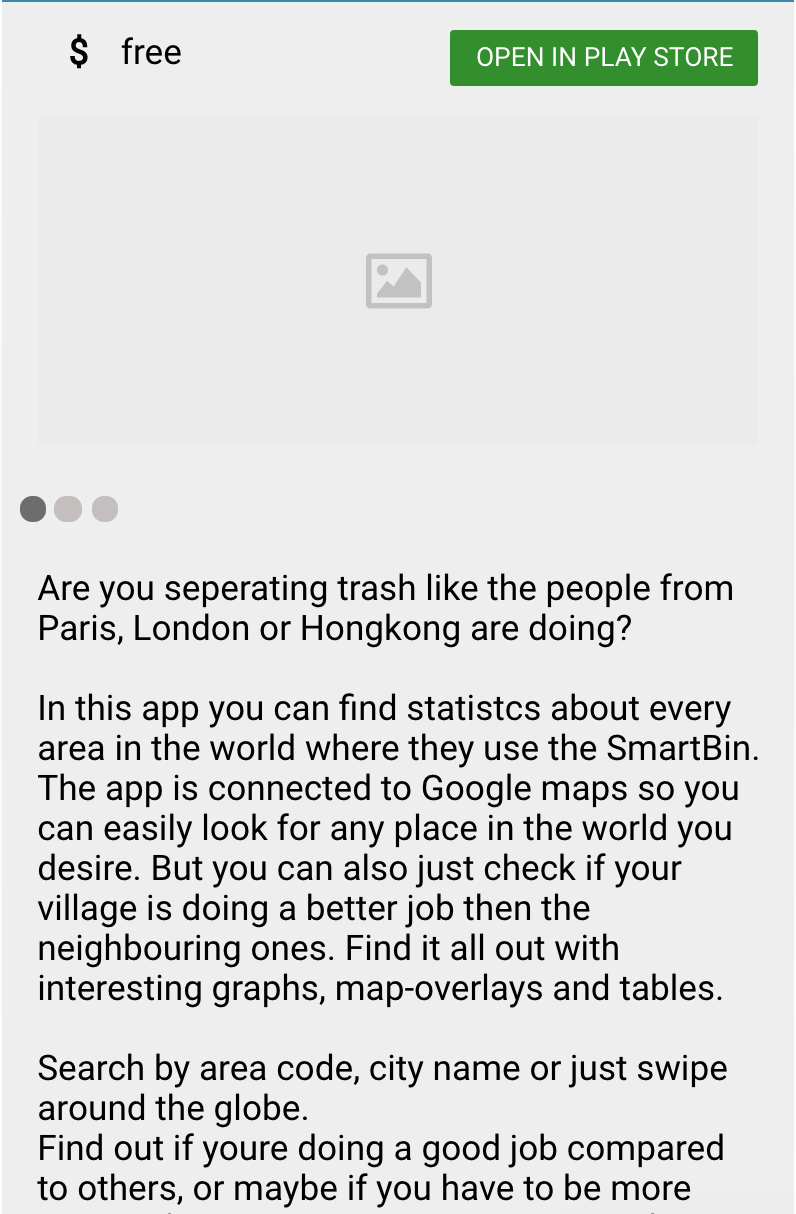 $ free
OPEN IN PLAY STORE
Are you seperating trash like the people from
Paris, London or Hongkong are doing?
In this app you can find statistcs about every
area in the world where they use the SmartBin.
The app is connected to Google maps so you
can easily look for any place in the world you
desire. But you can also just check if your
village is doing a better job then the
neighbouring ones. Find it all out with
interesting graphs, map-overlays and tables.
Search by area code, city name or just swipe
around the globe.
Find out if youre doing a good job compared
to others, or maybe if you have to be more